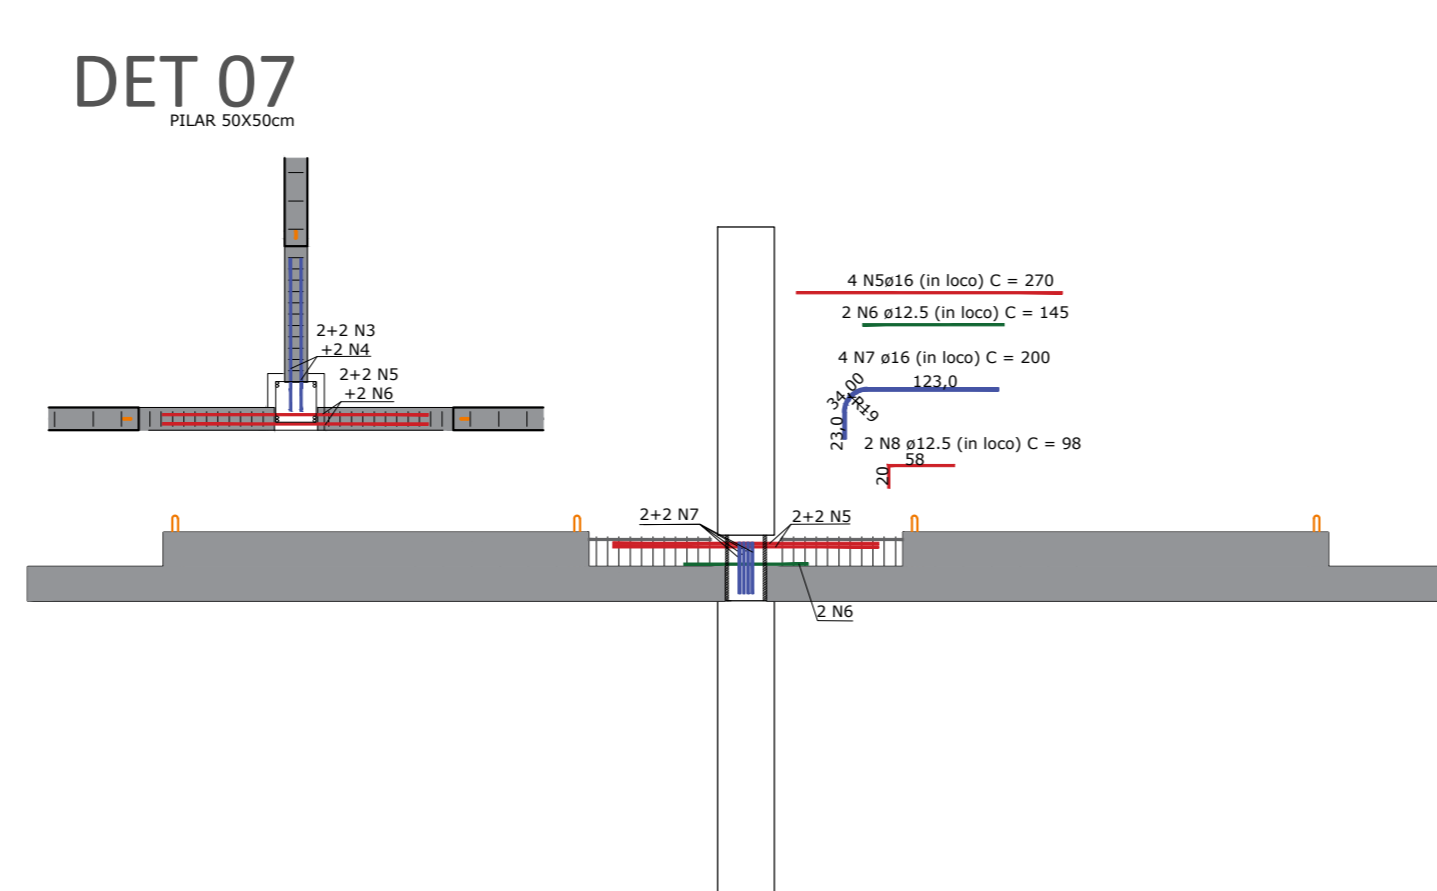 DET 07
PILAR 50X50cm
2+2 N3
+2 N4
2+2 N5
+2 N6
4 N5ø16 (in loco) C = 270
2 N6 ø12.5 (in loco) C = 145
4 N7 ø16 (in loco) C = 200
123,0
34,00
R19
23,0
2 N8 ø12.5 (in loco) C = 98
58
20
2+2 N7
2+2 N5
2 N6